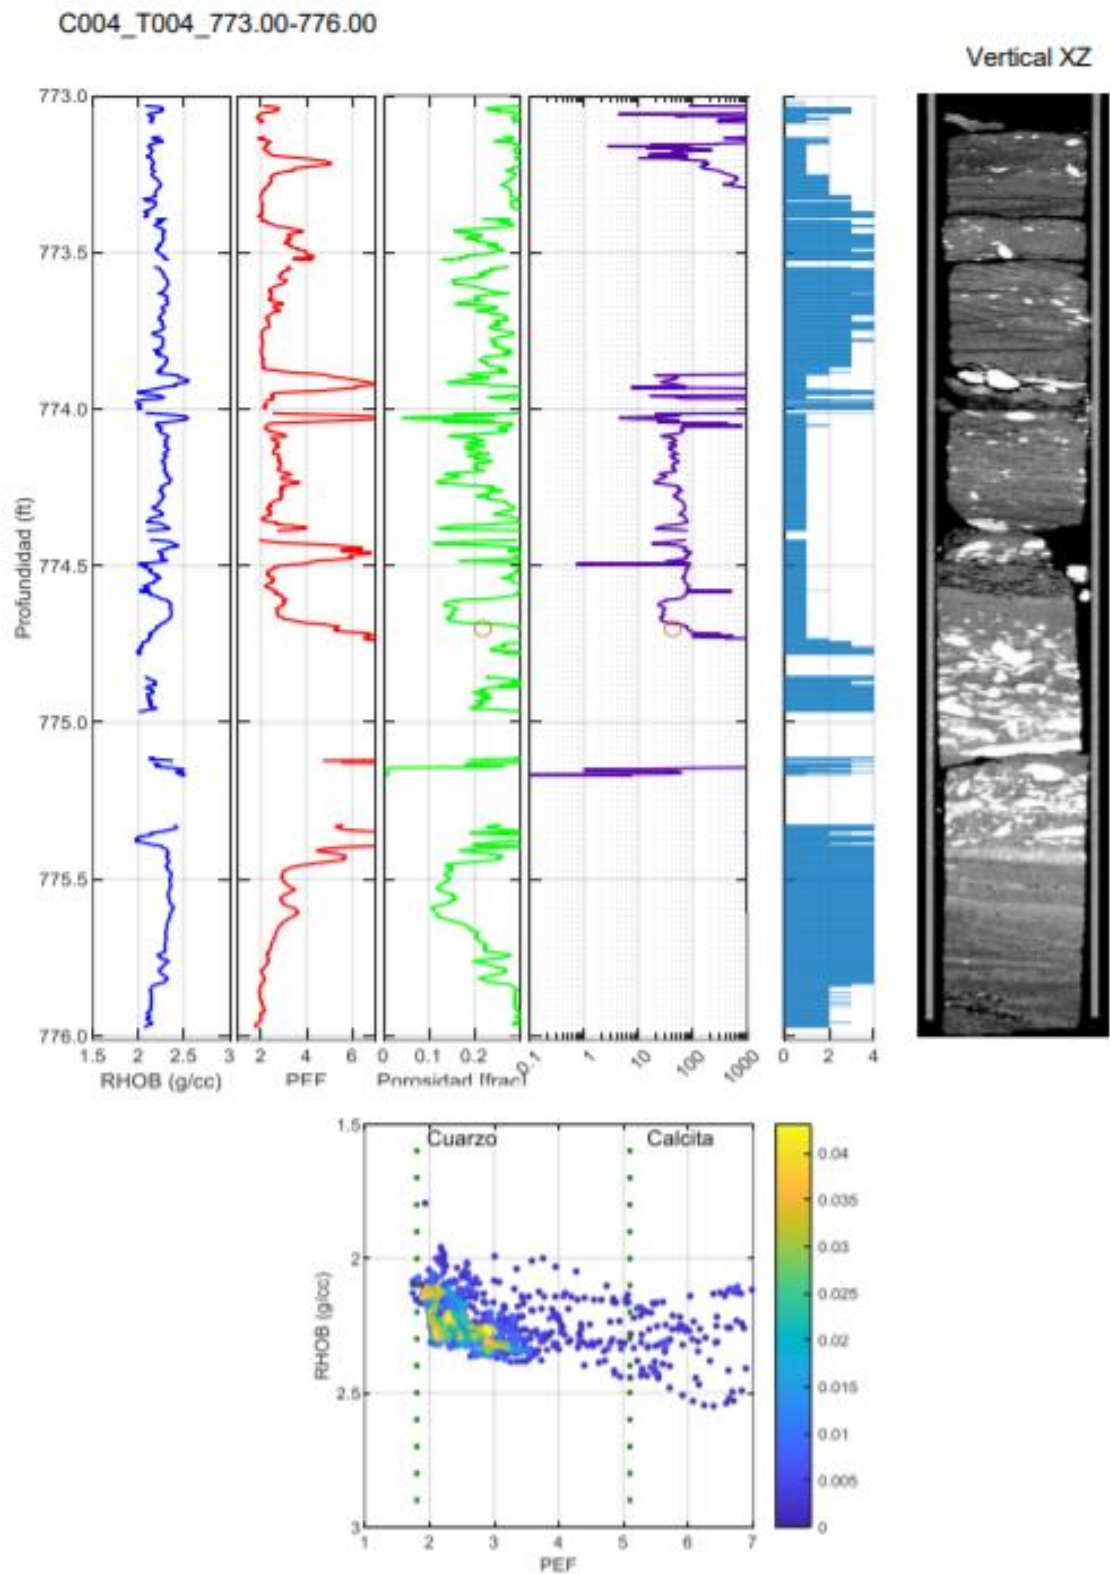 C004_T004_773.00-776.00
Vertical XZ
773.0
773.5
774.0
774.5
775.0
775.5
776.0
Profundidad (ft)
1.5 2 2.5 3
RHOB (g/cc)
2 4 6
PEF
0 0.1 0.2
Porosidad [frac]
0.1 1 10 100 1000
0 2 4
Cuarzo Calcita
1.5
2
2.5
3
RHOB (g/cc)
1 2 3 4 5 6 7
PEF
0.04
0.035
0.03
0.025
0.02
0.015
0.01
0.005
0